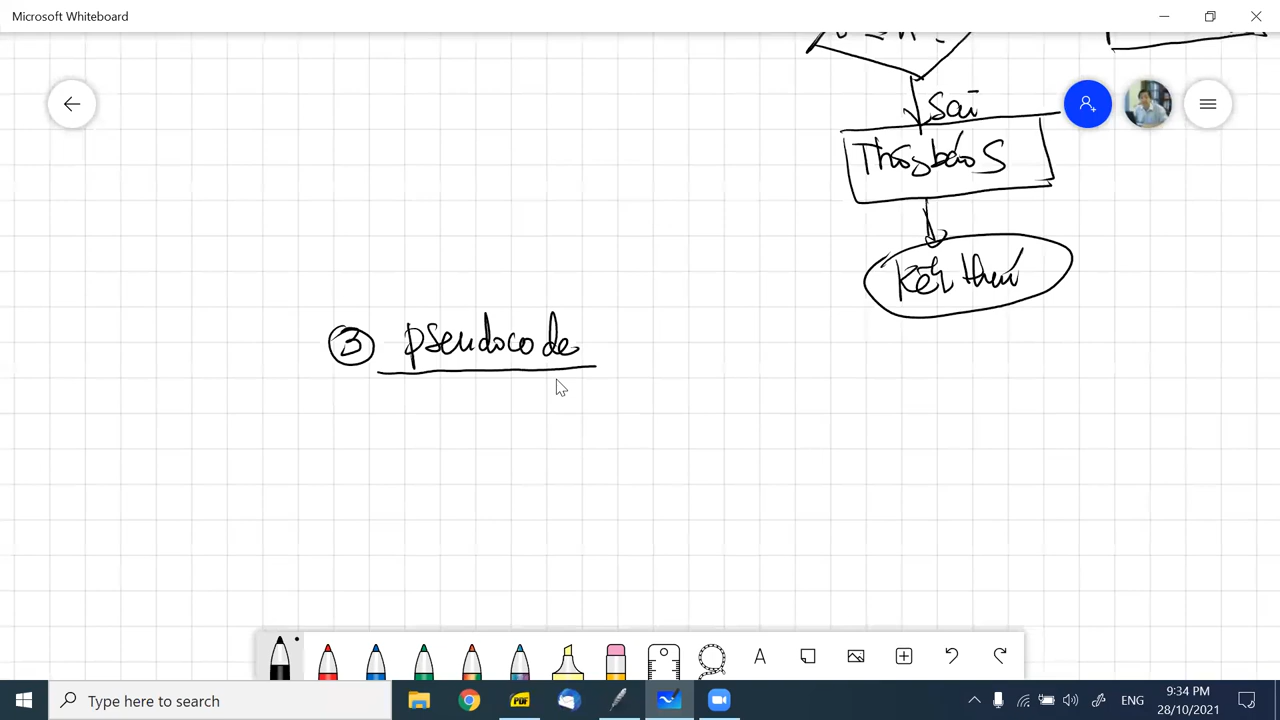 Microsoft Whiteboard
Sai
Thông báo S
Kết thúc
③ pseudocode
A
Type here to search
PDF
ENG
9:34 PM
28/10/2021